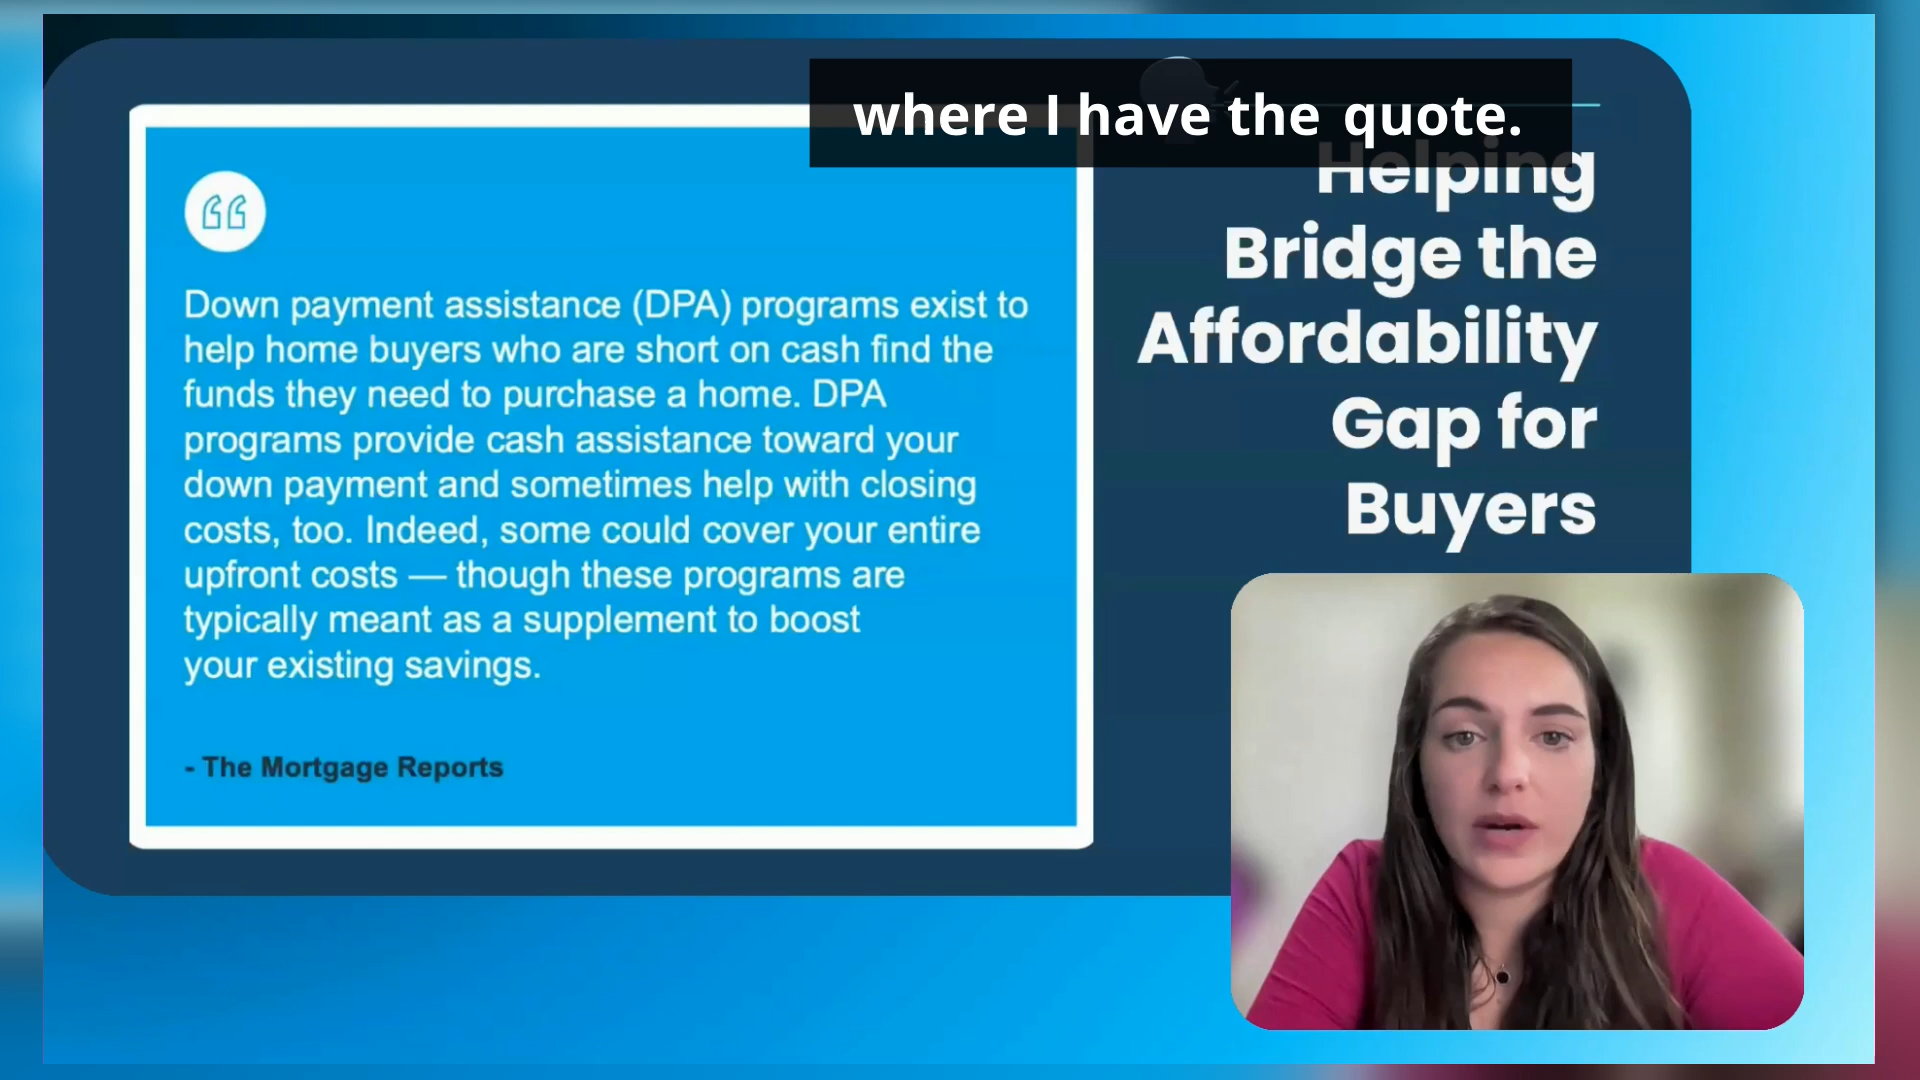 where I have the quote.
Helping
Bridge the
Affordability
Gap for
Buyers
Down payment assistance (DPA) programs exist to
help home buyers who are short on cash find the
funds they need to purchase a home. DPA
programs provide cash assistance toward your
down payment and sometimes help with closing
costs, too. Indeed, some could cover your entire
upfront costs — though these programs are
typically meant as a supplement to boost
your existing savings.
- The Mortgage Reports